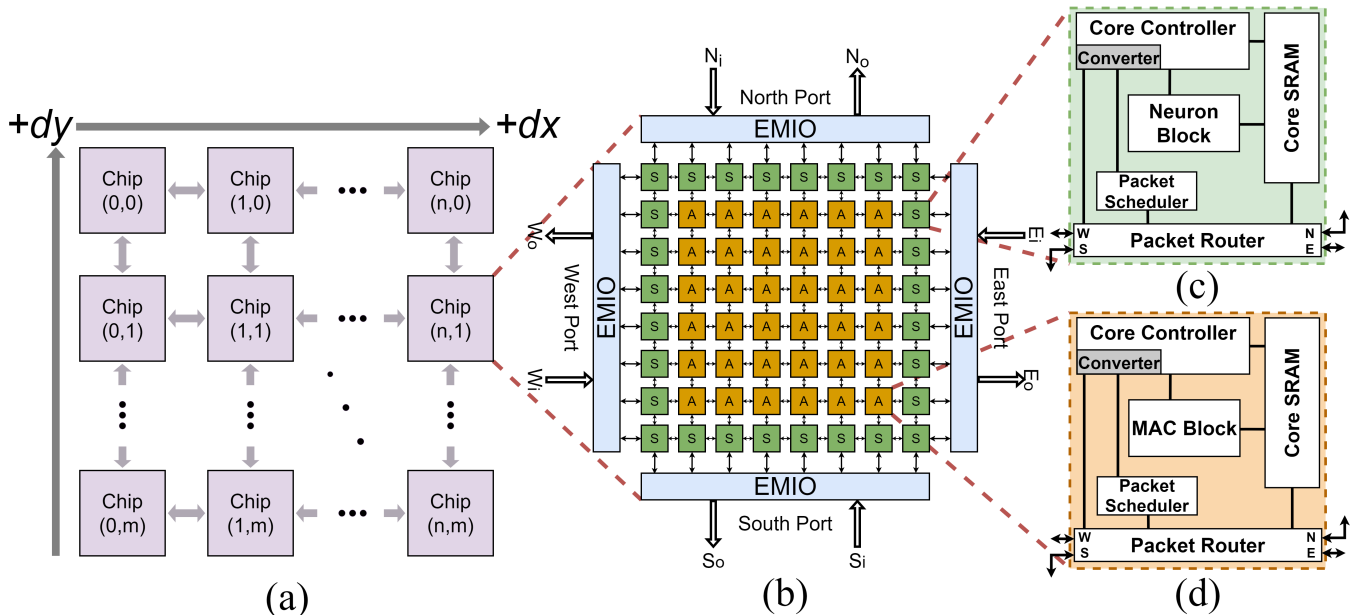 +dy
+dx
Chip
(0,0)
Chip
(1,0)
Chip
(n,0)
Chip
(0,1)
Chip
(1,1)
Chip
(n,1)
Chip
(0,m)
Chip
(1,m)
Chip
(n,m)
(a)
Ni
No
North Port
EMIO
S S S S S S S S
S A A A A A A S
S A A A A A A S
S A A A A A A S
S A A A A A A S
S A A A A A A S
S A A A A A A S
S S S S S S S S
Wo
West Port
EMIO
Wi
Ei
East Port
EMIO
Eo
EMIO
South Port
So
Si
(b)
Core Controller
Converter
Neuron
Block
Core SRAM
Packet
Scheduler
W
S
Packet Router
N
E
(c)
Core Controller
Converter
MAC Block
Core SRAM
Packet
Scheduler
W
S
Packet Router
N
E
(d)